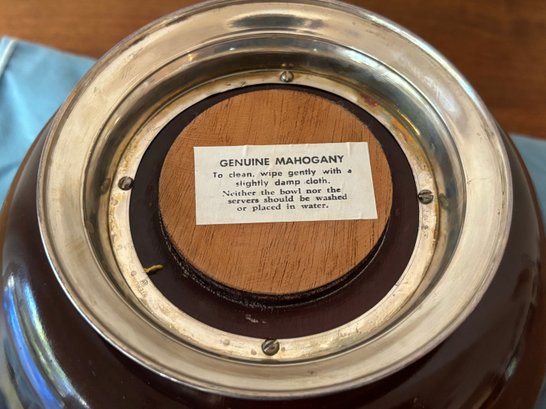 GENUINE MAHOGANY
To clean, wipe gently with a
slightly damp cloth.
Neither the bowl nor the
servers should be washed
or placed in water.